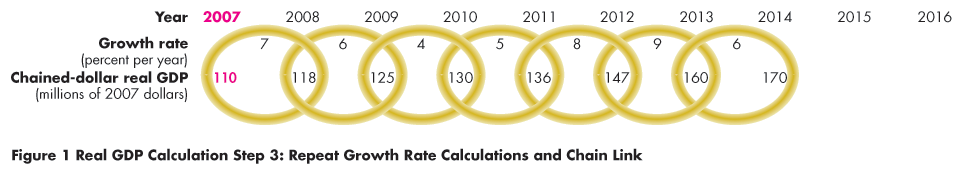 Year 2007 2008 2009 2010 2011 2012 2013 2014 2015 2016
Growth rate 7 6 4 5 8 9 6
(percent per year)
Chained-dollar real GDP 110 118 125 130 136 147 160 170
(millions of 2007 dollars)
Figure 1 Real GDP Calculation Step 3: Repeat Growth Rate Calculations and Chain Link